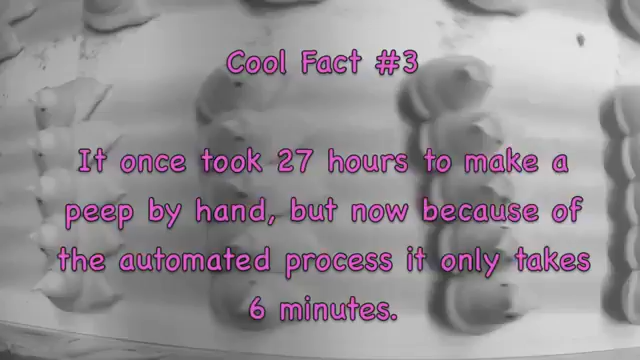 Cool Fact #3
It once took 27 hours to make a
peep by hand, but now because of
the automated process it only takes
6 minutes.